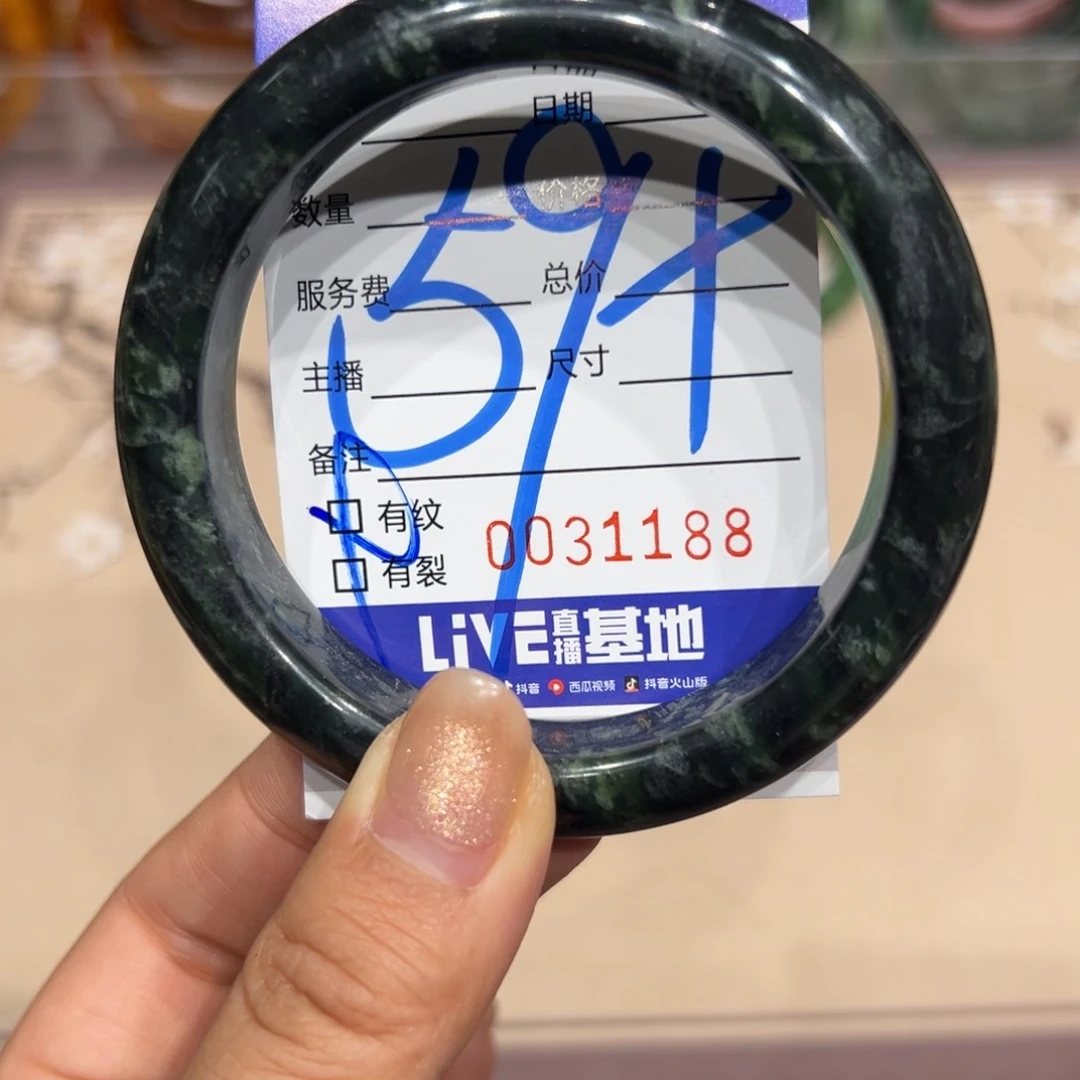 日期
价格
数量
服务费 总价
主播 尺寸
备注
有纹
有裂
0031188
LiVE直播基地
抖音 西瓜视频 抖音火山版
59